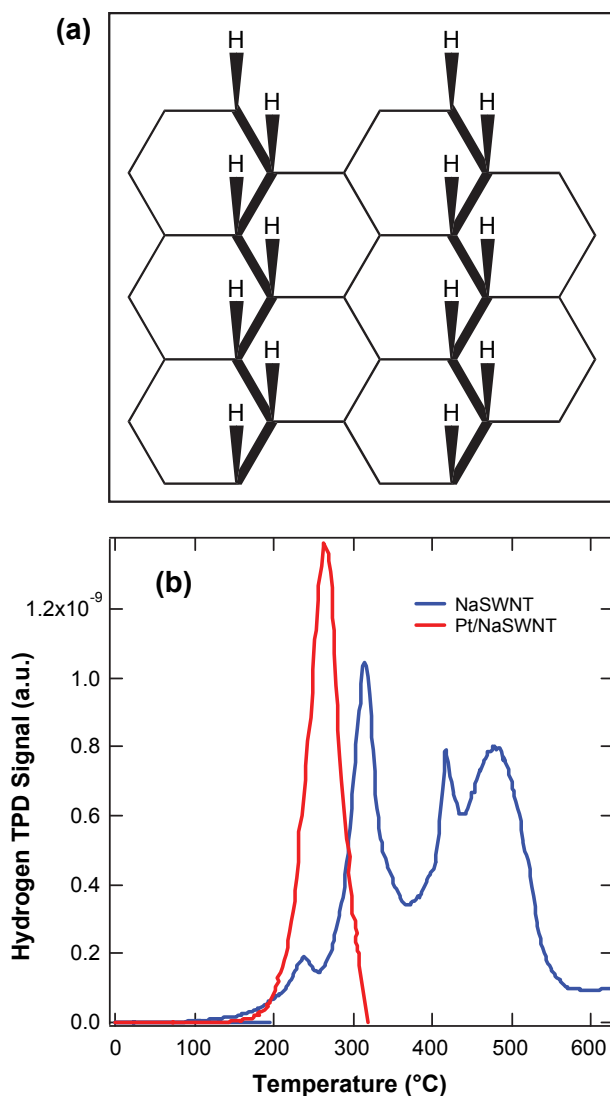 (a)
H H
H H
H H
H H
H H
H H
H H
(b)
1.2x10-9
1.0
0.8
0.6
0.4
0.2
0.0
Hydrogen TPD Signal (a.u.)
NaSWNT
Pt/NaSWNT
0 100 200 300 400 500 600
Temperature (°C)